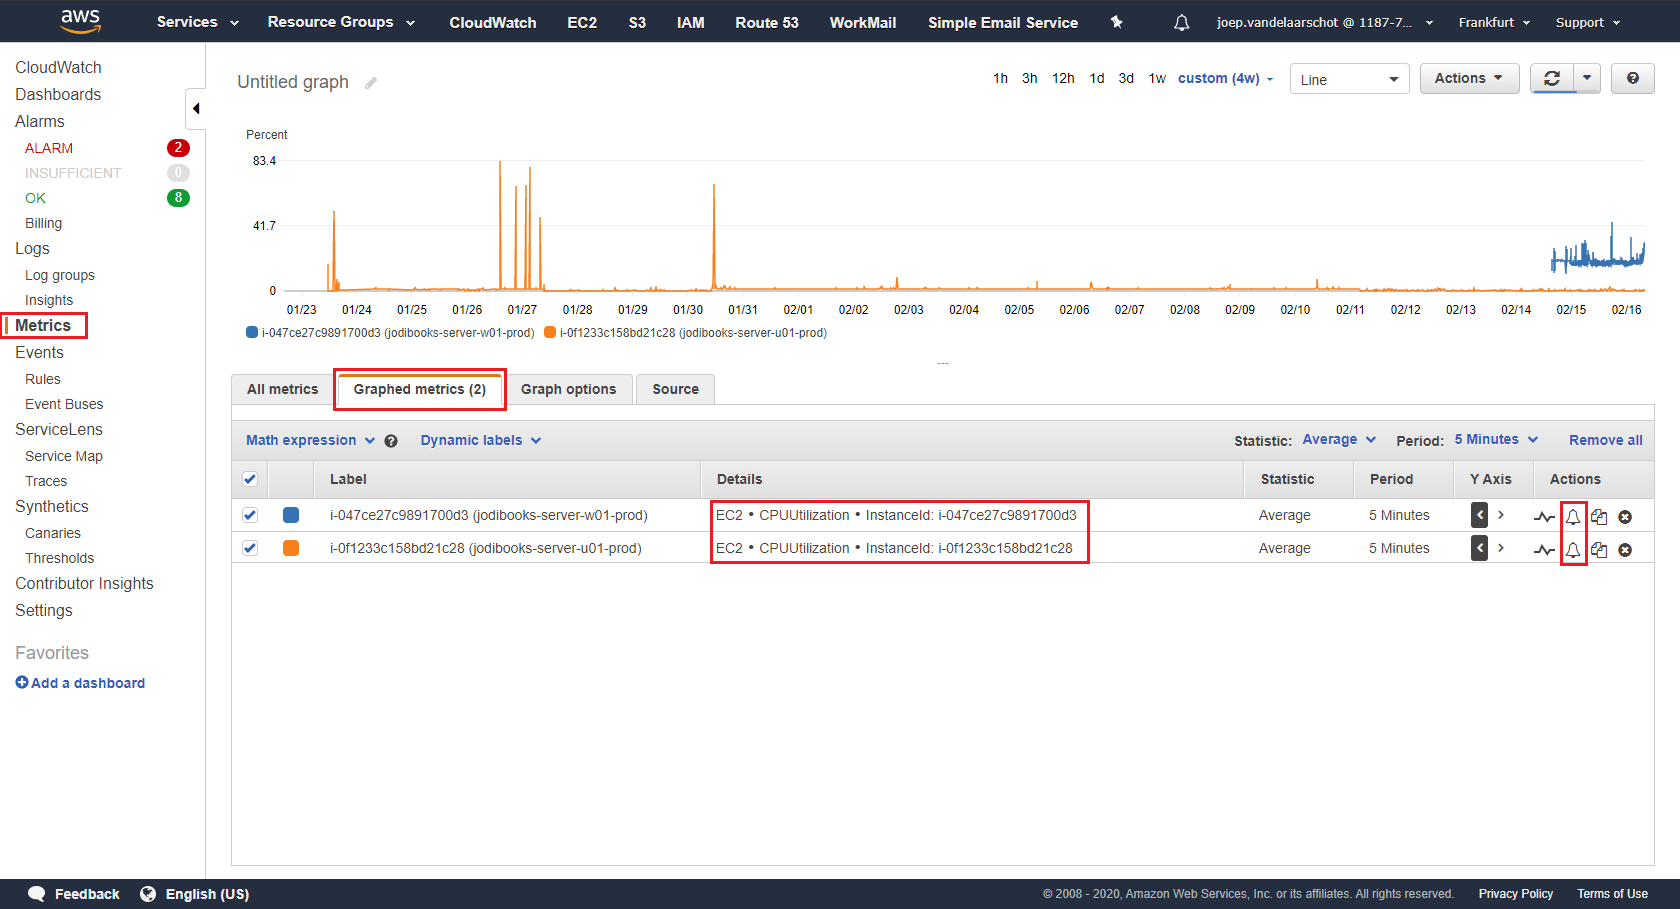 aws Services Resource Groups CloudWatch EC2 S3 IAM Route 53 WorkMail Simple Email Service joep.vandelaarschot @ 1187-7... Frankfurt Support
CloudWatch
Dashboards
Alarms
ALARM 2
INSUFFICIENT 0
OK 8
Billing
Logs
Log groups
Insights
Metrics
Events
Rules
Event Buses
ServiceLens
Service Map
Traces
Synthetics
Canaries
Thresholds
Contributor Insights
Settings
Favorites
Add a dashboard
Untitled graph 1h 3h 12h 1d 3d 1w custom (4w) Line Actions ?
Percent
83.4
41.7
0
01/23 01/24 01/25 01/26 01/27 01/28 01/29 01/30 01/31 02/01 02/02 02/03 02/04 02/05 02/06 02/07 02/08 02/09 02/10 02/11 02/12 02/13 02/14 02/15 02/16
i-047ce27c9891700d3 (jodibooks-server-w01-prod) i-0f1233c158bd21c28 (jodibooks-server-u01-prod)
All metrics Graphed metrics (2) Graph options Source
Math expression ? Dynamic labels Statistic: Average Period: 5 Minutes Remove all
Label Details Statistic Period Y Axis Actions
i-047ce27c9891700d3 (jodibooks-server-w01-prod) EC2 • CPUUtilization • InstanceId: i-047ce27c9891700d3 Average 5 Minutes < >
i-0f1233c158bd21c28 (jodibooks-server-u01-prod) EC2 • CPUUtilization • InstanceId: i-0f1233c158bd21c28 Average 5 Minutes < >
Feedback English (US) © 2008 - 2020, Amazon Web Services, Inc. or its affiliates. All rights reserved. Privacy Policy Terms of Use